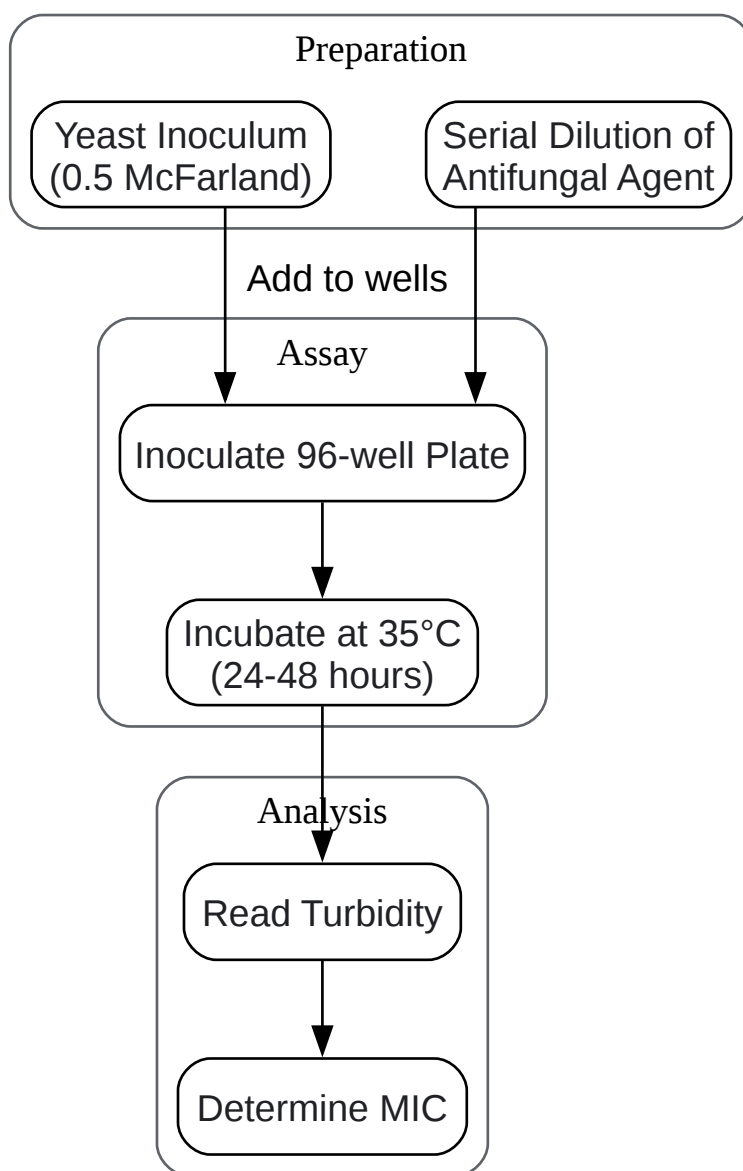 Preparation
Yeast Inoculum
(0.5 McFarland)
Serial Dilution of
Antifungal Agent
Add to wells
Assay
Inoculate 96-well Plate
Incubate at 35°C
(24-48 hours)
Analysis
Read Turbidity
Determine MIC